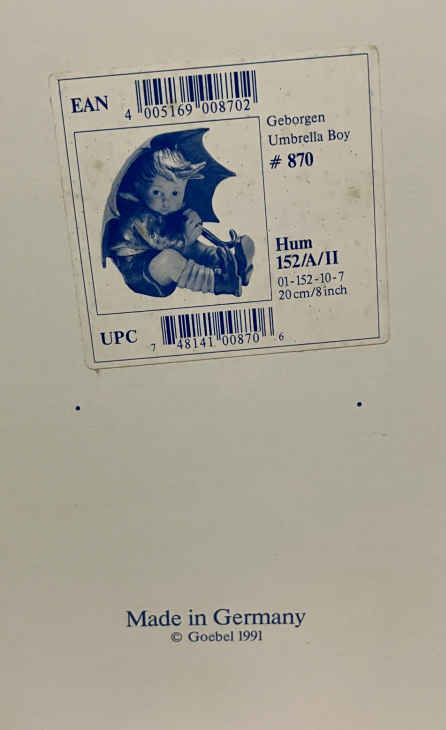 EAN
4 005169 008702
Geborgen
Umbrella Boy
# 870
Hum
152/A/II
01-152-10-7
20 cm/8 inch
UPC
7 48141 00870 6
Made in Germany
© Goebel 1991